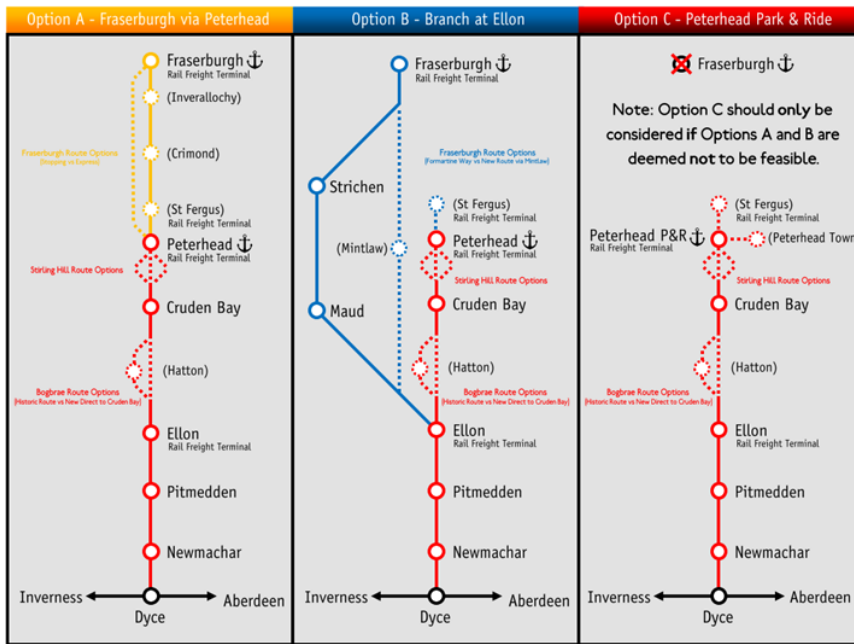 Option A - Fraserburgh via Peterhead
Fraserburgh
Rail Freight Terminal
(Inverallochy)
Fraserburgh Route Options
(Stopping vs Express)
(Crimond)
(St Fergus)
Rail Freight Terminal
Peterhead
Rail Freight Terminal
Stirling Hill Route Options
Cruden Bay
(Hatton)
Bogbrae Route Options
(Historic Route vs New Direct to Cruden Bay)
Ellon
Rail Freight Terminal
Pitmedden
Newmachar
Inverness
Aberdeen
Dyce
Option B - Branch at Ellon
Fraserburgh
Rail Freight Terminal
Fraserburgh Route Options
(Formartine Way vs New Route via Mintlaw)
Strichen
(St Fergus)
Rail Freight Terminal
(Mintlaw)
Peterhead
Rail Freight Terminal
Stirling Hill Route Options
Cruden Bay
Maud
(Hatton)
Bogbrae Route Options
(Historic Route vs New Direct to Cruden Bay)
Ellon
Rail Freight Terminal
Pitmedden
Newmachar
Inverness
Aberdeen
Dyce
Option C - Peterhead Park & Ride
Fraserburgh
Note: Option C should only be
considered if Options A and B are
deemed not to be feasible.
(St Fergus)
Rail Freight Terminal
Peterhead P&R
Rail Freight Terminal
(Peterhead Town
Stirling Hill Route Options
Cruden Bay
(Hatton)
Bogbrae Route Options
(Historic Route vs New Direct to Cruden Bay)
Ellon
Rail Freight Terminal
Pitmedden
Newmachar
Inverness
Aberdeen
Dyce